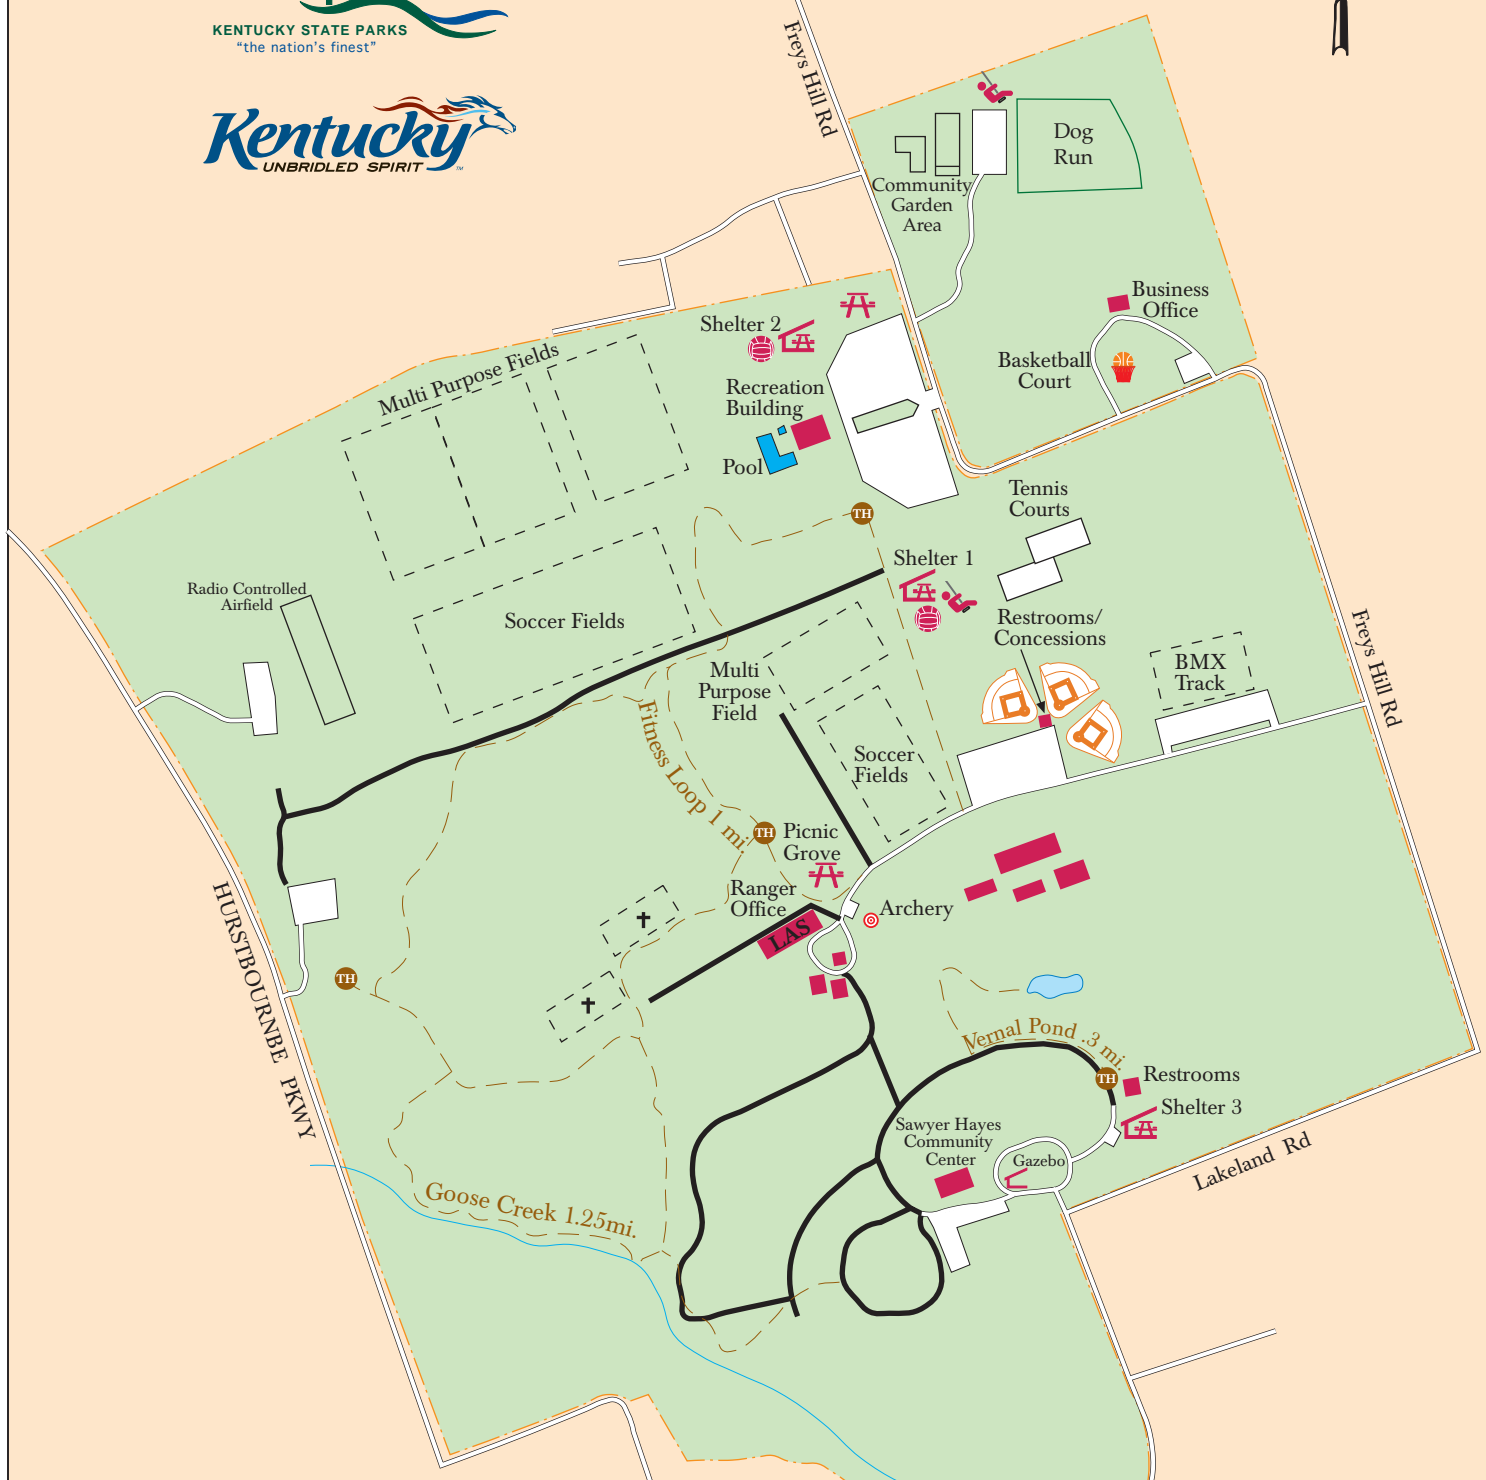 KENTUCKY STATE PARKS
“the nation’s finest”
Kentucky
UNBRIDLED SPIRIT
TM
Freys Hill Rd
Dog
Run
Community
Garden
Area
Business
Office
Basketball
Court
Shelter 2
Multi Purpose Fields
Recreation
Building
Pool
Tennis
Courts
TH
Shelter 1
Radio Controlled
Airfield
Soccer Fields
Restrooms/
Concessions
BMX
Track
Freys Hill Rd
Multi
Purpose
Field
Fitness Loop 1 mi.
Soccer
Fields
TH
Picnic
Grove
Ranger
Office
LAS
Archery
HURSTBOURNBE PKWY
TH
Vernal Pond .3 mi.
TH
Restrooms
Shelter 3
Sawyer Hayes
Community
Center
Gazebo
Lakeland Rd
Goose Creek 1.25mi.